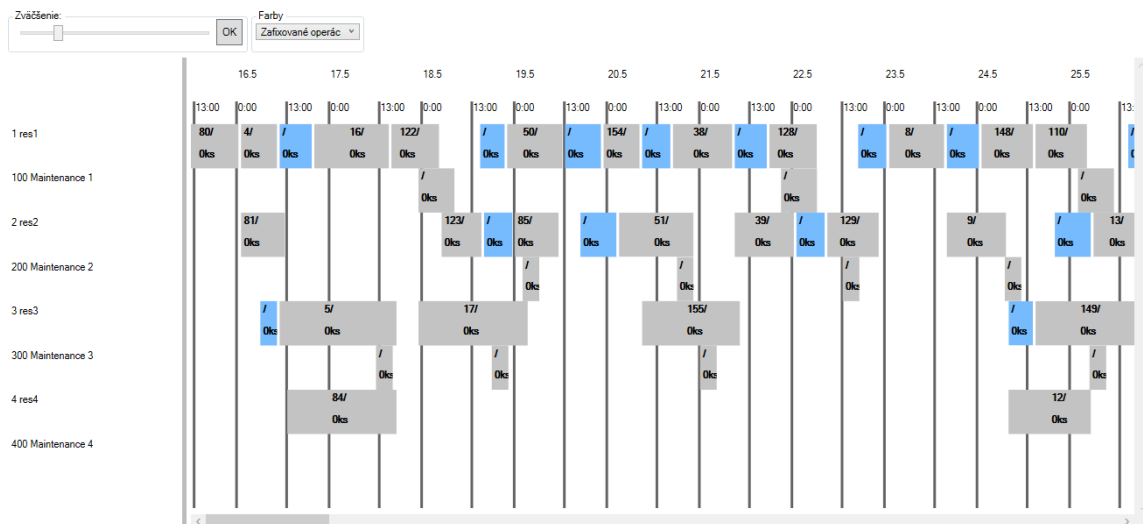 Zväčšenie:
OK
Farby
Zafixované operác
16.5 17.5 18.5 19.5 20.5 21.5 22.5 23.5 24.5 25.5
13:00 0:00 13:00 0:00 13:00 0:00 13:00 0:00 13:00 0:00 13:00 0:00 13:00 0:00 13:00 0:00 13:00 0:00 13:00 0:00 13:
1 res1
80/ 4/ / 16/ 122/ / 50/ / 154/ / 38/ / 128/ / 8/ / 148/ 110/ /
0ks 0ks 0ks 0ks 0ks 0ks 0ks 0ks 0ks 0ks 0ks 0ks 0ks 0ks 0ks 0ks 0ks 0ks
100 Maintenance 1
/ / /
0ks 0ks 0ks
2 res2
81/ 123/ / 85/ / 51/ 39/ / 129/ 9/ / 13/
0ks 0ks 0ks 0ks 0ks 0ks 0ks 0ks 0ks 0ks 0ks 0ks
200 Maintenance 2
/ / / /
0ks 0ks 0ks 0ks
3 res3
/ 5/ 17/ 155/ / 149/
0ks 0ks 0ks 0ks 0ks 0ks
300 Maintenance 3
/ / / /
0ks 0ks 0ks 0ks
4 res4
84/ 12/
0ks 0ks
400 Maintenance 4